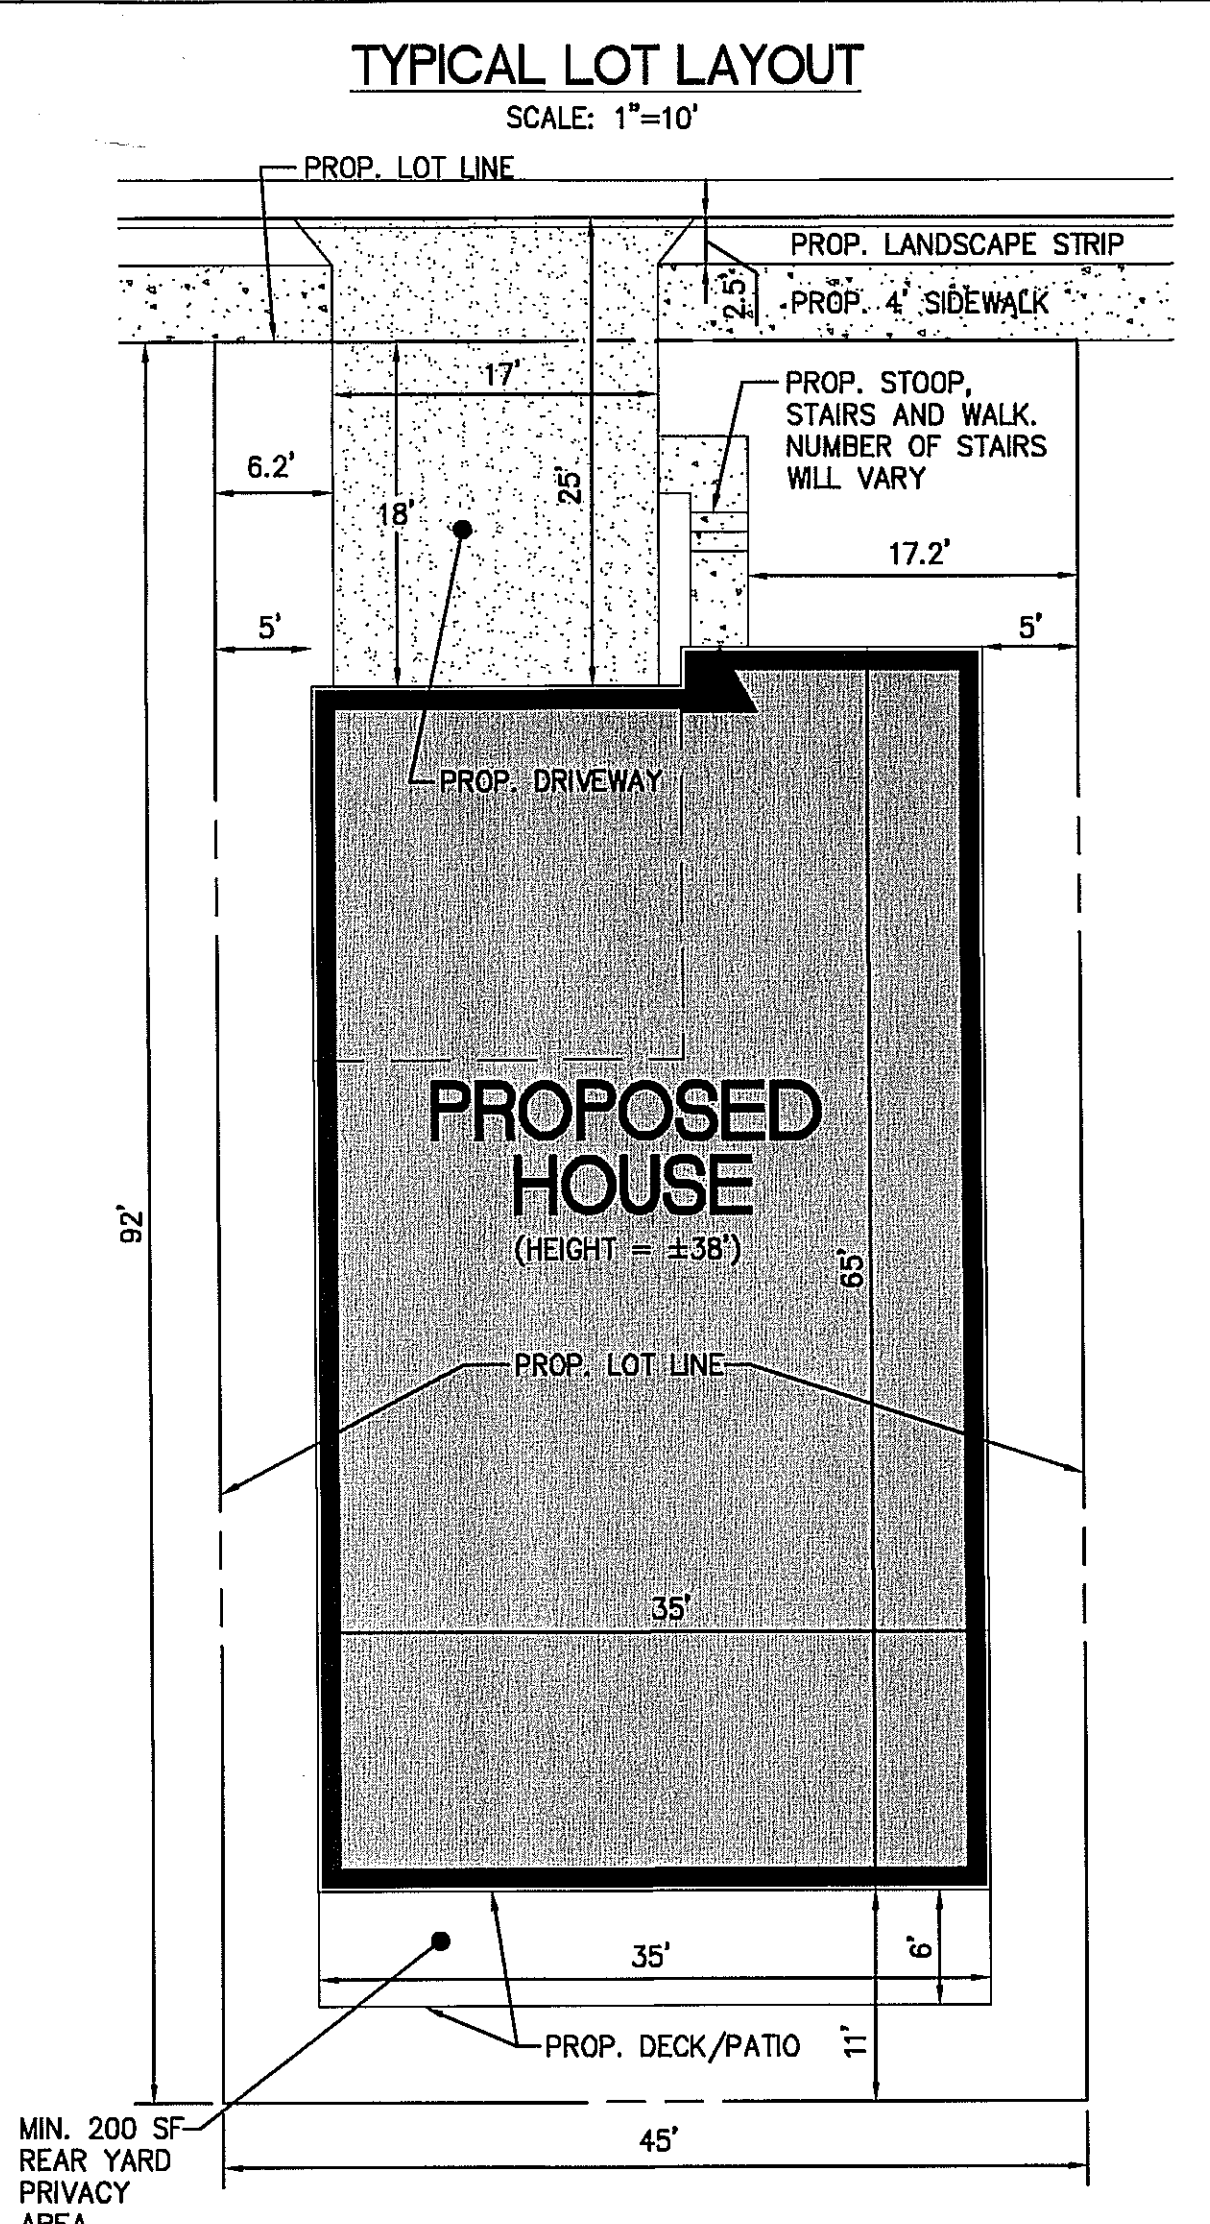 TYPICAL LOT LAYOUT
SCALE: 1"=10'
PROP. LOT LINE
PROP. LANDSCAPE STRIP
2.5'
PROP. 4' SIDEWALK
17'
PROP. STOOP,
STAIRS AND WALK.
NUMBER OF STAIRS
WILL VARY
6.2'
18'
25'
17.2'
5'
5'
PROP. DRIVEWAY
PROPOSED
HOUSE
(HEIGHT = ±38')
92'
65'
PROP. LOT LINE
35'
35'
6'
PROP. DECK/PATIO
11'
MIN. 200 SF
REAR YARD
PRIVACY
AREA
45'